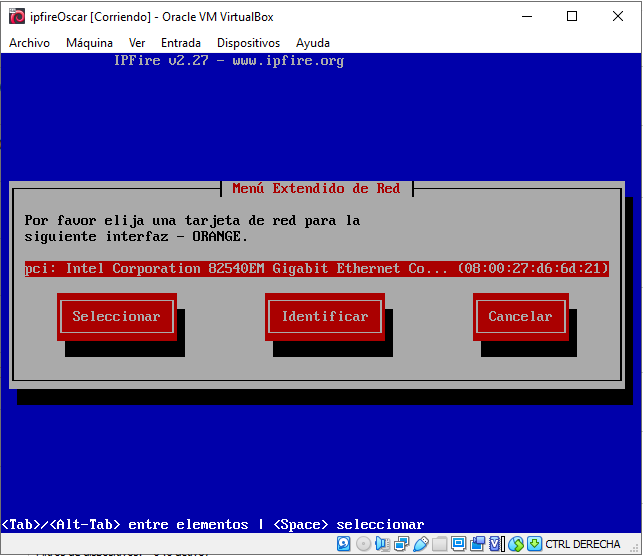 ipfireOscar [Corriendo] - Oracle VM VirtualBox
Archivo Máquina Ver Entrada Dispositivos Ayuda
IPFire v2.27 - www.ipfire.org
Menú Extendido de Red
Por favor elija una tarjeta de red para la
siguiente interfaz - ORANGE.
pci: Intel Corporation 82540EM Gigabit Ethernet Co... (08:00:27:d6:6d:21)
Seleccionar Identificar Cancelar
<Tab>/<Alt-Tab> entre elementos | <Space> seleccionar
CTRL DERECHA